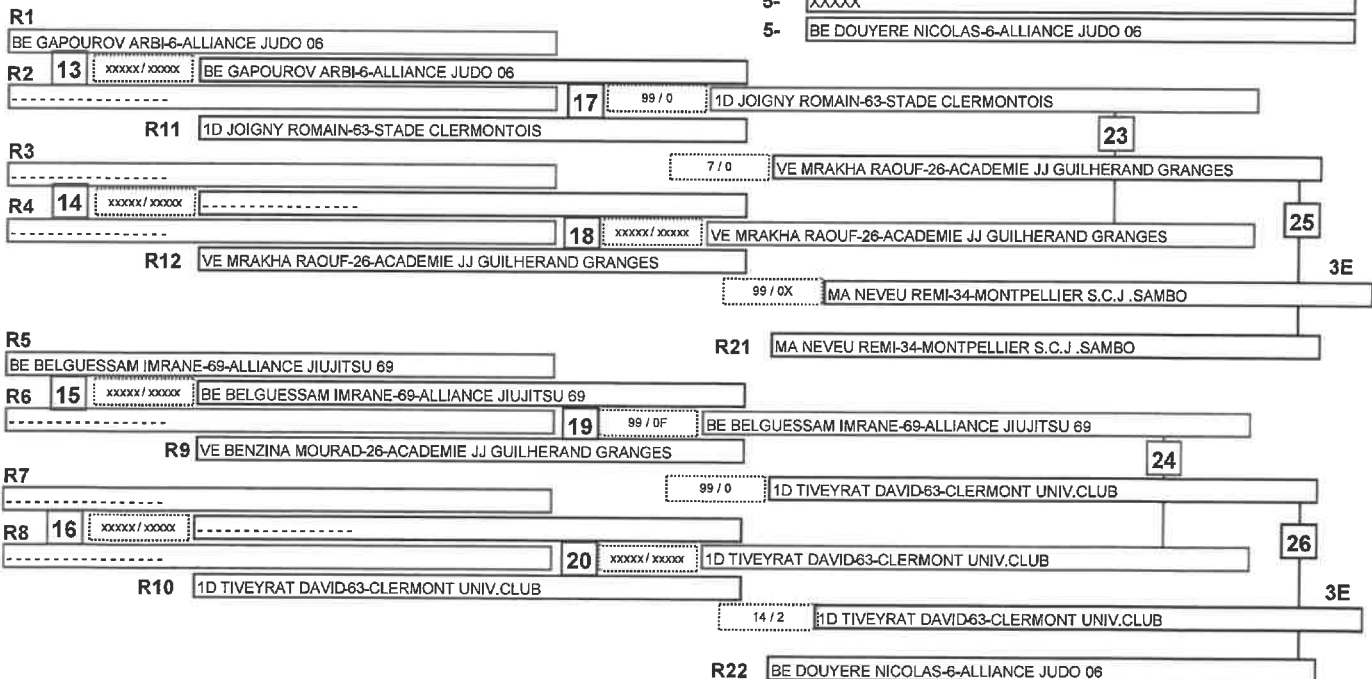 5- XXXXX
5- BE DOUYERE NICOLAS-6-ALLIANCE JUDO 06
R1
BE GAPOUROV ARBI-6-ALLIANCE JUDO 06
R2 13 xxxxx / xxxxx BE GAPOUROV ARBI-6-ALLIANCE JUDO 06
- - - - - - - - - - - - - - - - - 17 99 / 0 1D JOIGNY ROMAIN-63-STADE CLERMONTOIS
R11 1D JOIGNY ROMAIN-63-STADE CLERMONTOIS
23
R3
7 / 0 VE MRAKHA RAOUF-26-ACADEMIE JJ GUILHERAND GRANGES
- - - - - - - - - - - - - - - - -
R4 14 xxxxx / xxxxx - - - - - - - - - - - - - - - - -
25
- - - - - - - - - - - - - - - - - 18 xxxxx / xxxxx VE MRAKHA RAOUF-26-ACADEMIE JJ GUILHERAND GRANGES
R12 VE MRAKHA RAOUF-26-ACADEMIE JJ GUILHERAND GRANGES
3E
99 / 0X MA NEVEU REMI-34-MONTPELLIER S.C.J .SAMBO
R5
R21 MA NEVEU REMI-34-MONTPELLIER S.C.J .SAMBO
BE BELGUESSAM IMRANE-69-ALLIANCE JIUJITSU 69
R6 15 xxxxx / xxxxx BE BELGUESSAM IMRANE-69-ALLIANCE JIUJITSU 69
- - - - - - - - - - - - - - - - - 19 99 / 0F BE BELGUESSAM IMRANE-69-ALLIANCE JIUJITSU 69
R9 VE BENZINA MOURAD-26-ACADEMIE JJ GUILHERAND GRANGES
24
R7
99 / 0 1D TIVEYRAT DAVID-63-CLERMONT UNIV.CLUB
- - - - - - - - - - - - - - - - -
R8 16 xxxxx / xxxxx - - - - - - - - - - - - - - - - -
26
- - - - - - - - - - - - - - - - - 20 xxxxx / xxxxx 1D TIVEYRAT DAVID-63-CLERMONT UNIV.CLUB
R10 1D TIVEYRAT DAVID-63-CLERMONT UNIV.CLUB
3E
14 / 2 1D TIVEYRAT DAVID-63-CLERMONT UNIV.CLUB
R22 BE DOUYERE NICOLAS-6-ALLIANCE JUDO 06